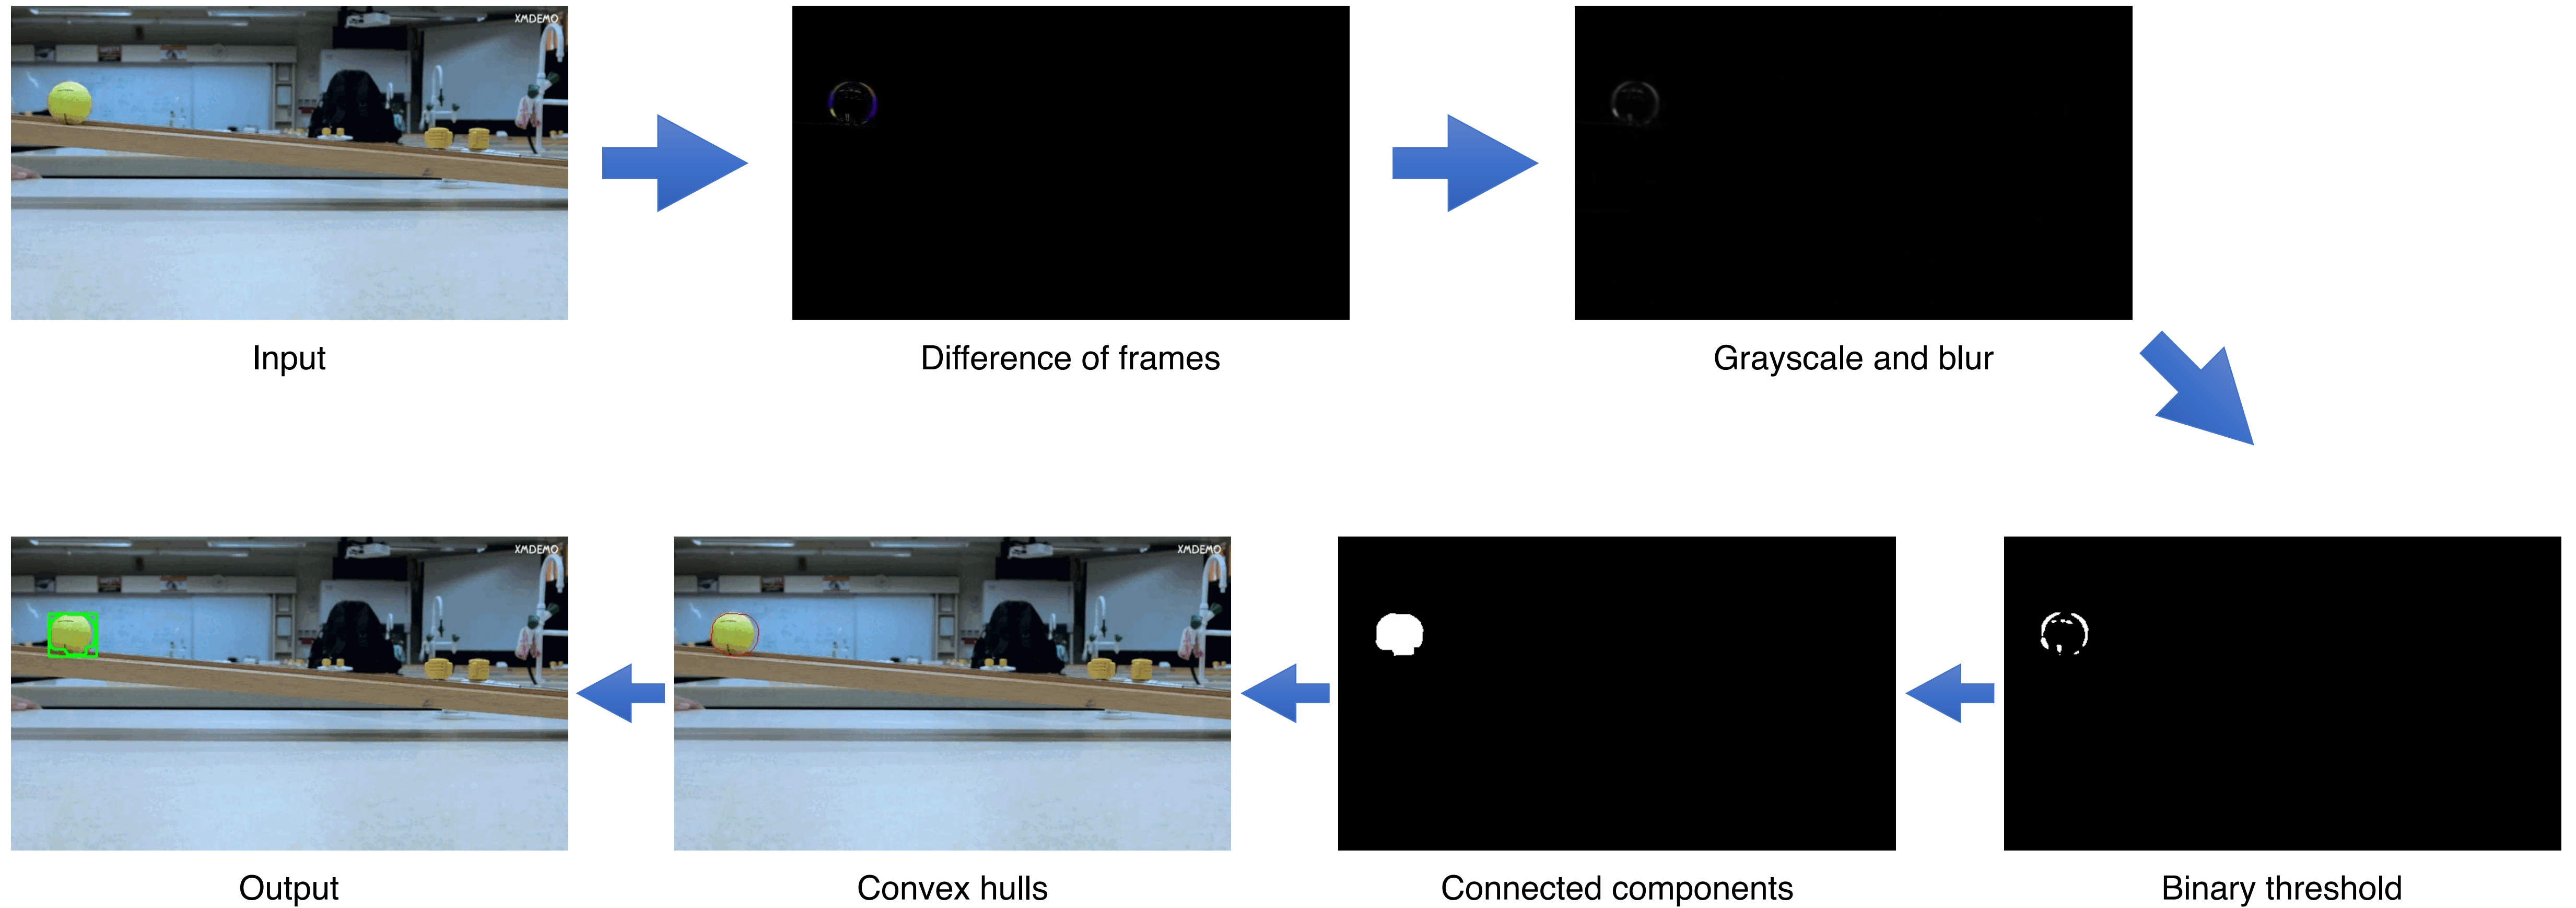 XMDEMO
Input
Difference of frames
Grayscale and blur
XMDEMO
XMDEMO
Output
Convex hulls
Connected components
Binary threshold